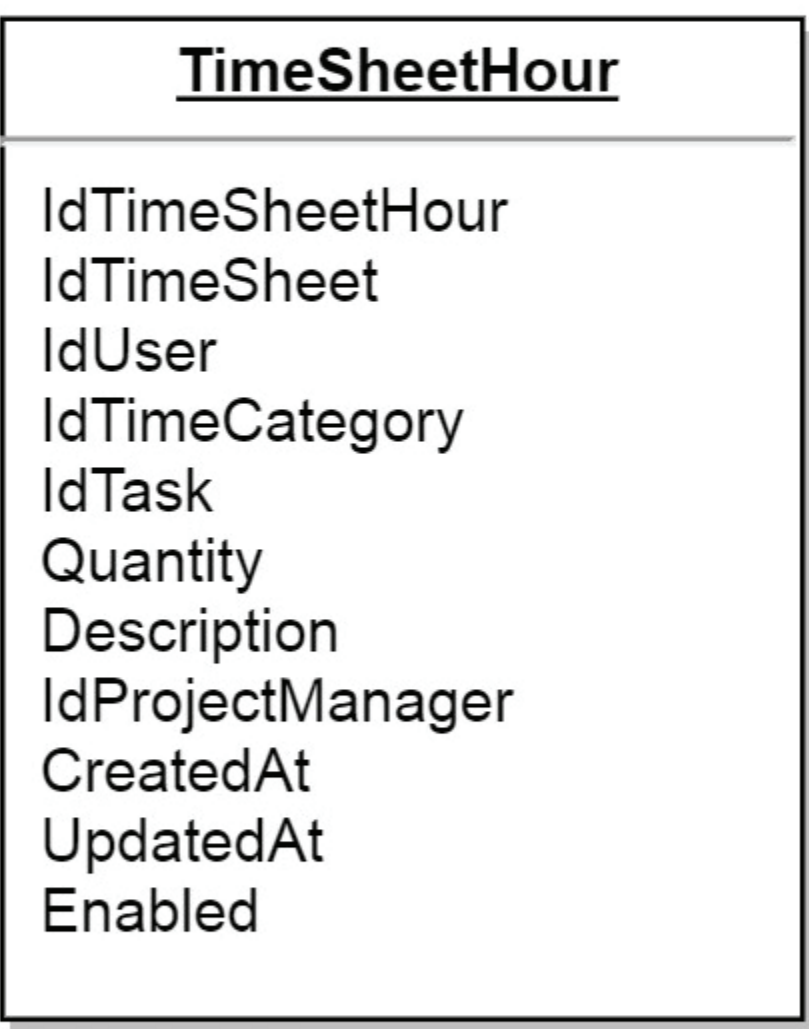 TimeSheetHour
IdTimeSheetHour
IdTimeSheet
IdUser
IdTimeCategory
IdTask
Quantity
Description
IdProjectManager
CreatedAt
UpdatedAt
Enabled